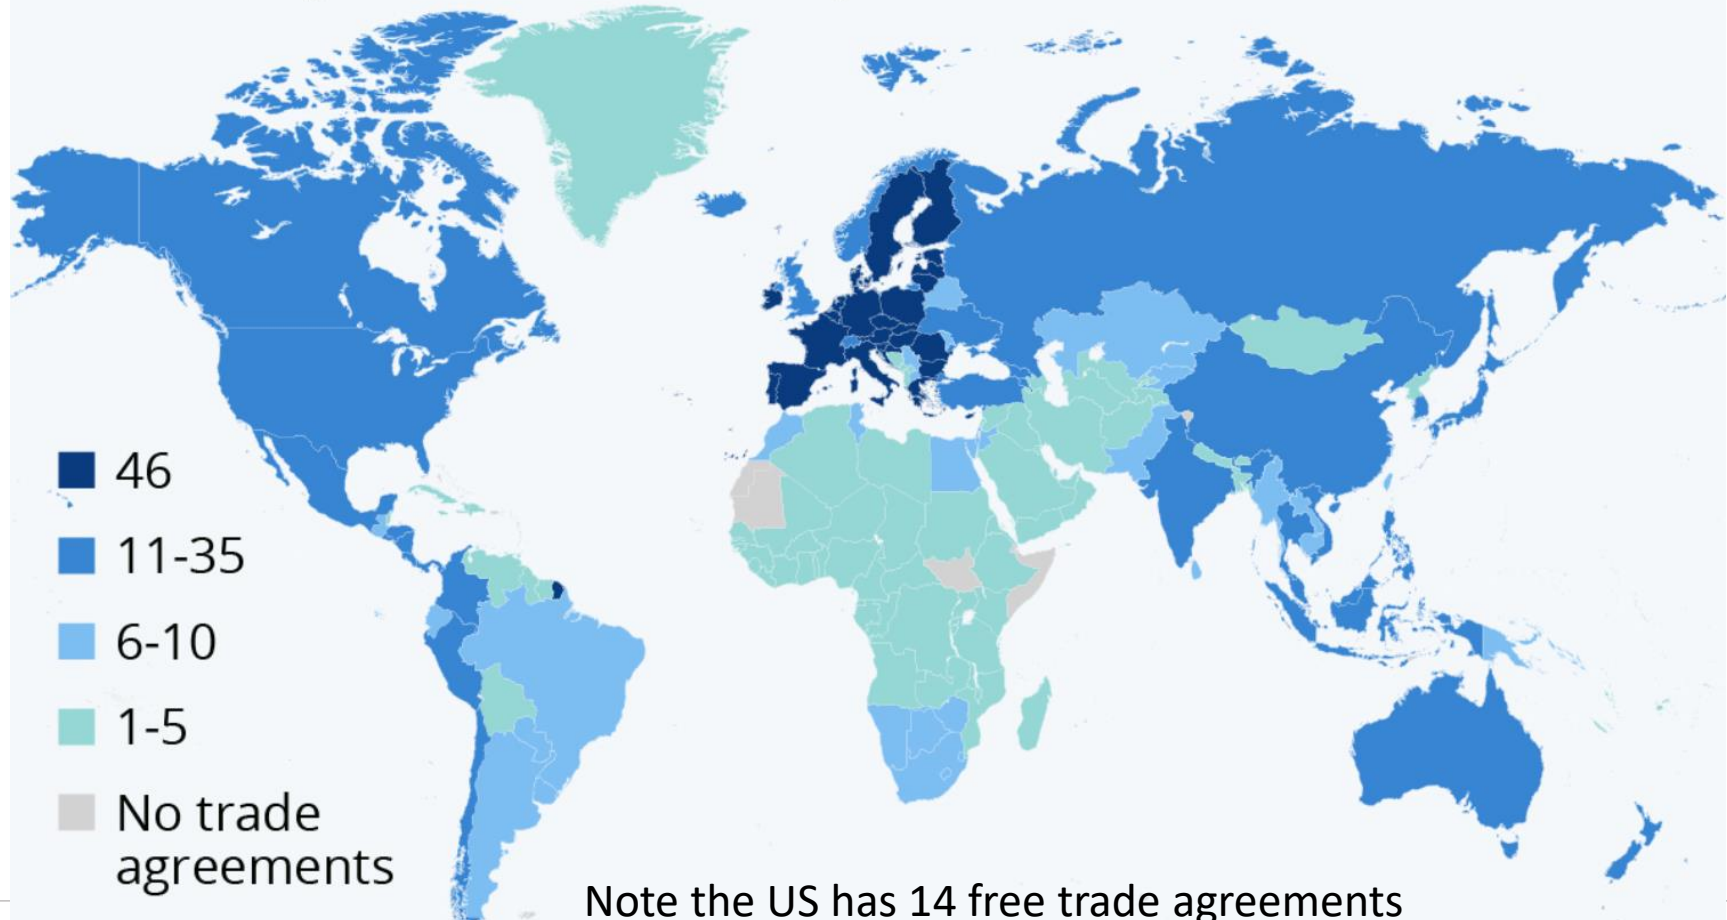 46
11-35
6-10
1-5
No trade
agreements
Note the US has 14 free trade agreements